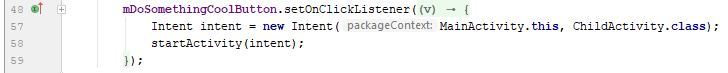 48 mDoSomethingCoolButton.setOnClickListener((v) → {
57 Intent intent = new Intent( packageContext: MainActivity.this, ChildActivity.class);
58 startActivity(intent);
59 });